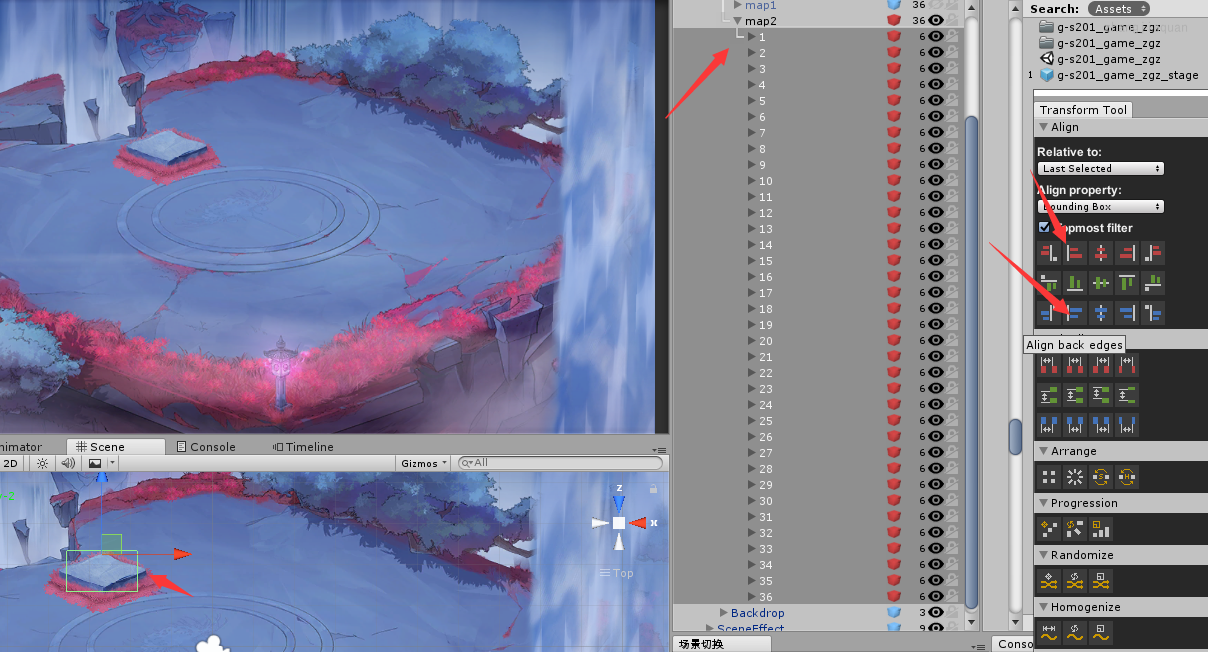 map1 36
map2 36
1 6
2 6
3 6
4 6
5 6
6 6
7 6
8 6
9 6
10 6
11 6
12 6
13 6
14 6
15 6
16 6
17 6
18 6
19 6
20 6
21 6
22 6
23 6
24 6
25 6
26 6
27 6
28 6
29 6
30 6
31 6
32 6
33 6
34 6
35 6
36 6
Backdrop 3
SceneEffect 9
场景切换
Search: Assets
g-s201_game_zgz
g-s201_game_zgz
g-s201_game_zgz
1 g-s201_game_zgz_stage
Transform Tool
Align
Relative to:
Last Selected
Align property:
Bounding Box
Topmost filter
Align back edges
Arrange
Progression
Randomize
Homogenize
Conso
nimator Scene Console Timeline
2D Gizmos All
z
x
Top